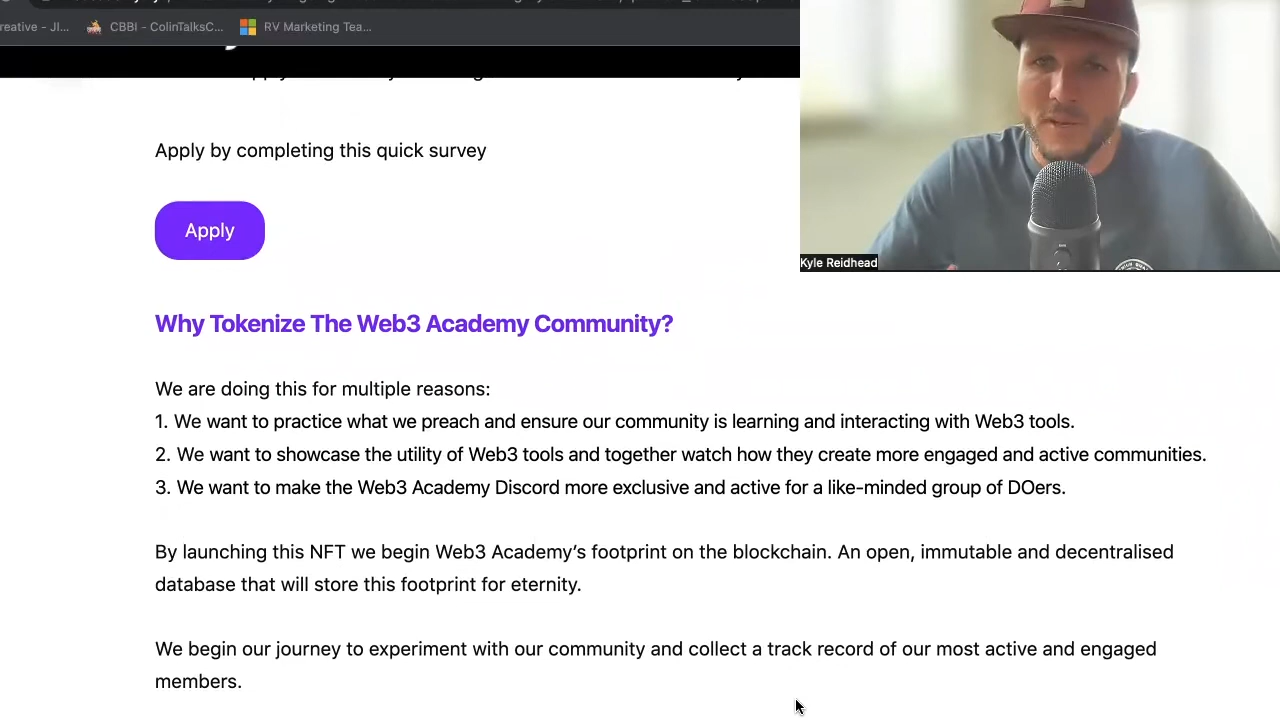 reative - JI...
CBBI - ColinTalksC...
RV Marketing Tea...
Apply by completing this quick survey
Apply
Kyle Reidhead
Why Tokenize The Web3 Academy Community?
We are doing this for multiple reasons:
1. We want to practice what we preach and ensure our community is learning and interacting with Web3 tools.
2. We want to showcase the utility of Web3 tools and together watch how they create more engaged and active communities.
3. We want to make the Web3 Academy Discord more exclusive and active for a like-minded group of DOers.
By launching this NFT we begin Web3 Academy’s footprint on the blockchain. An open, immutable and decentralised
database that will store this footprint for eternity.
We begin our journey to experiment with our community and collect a track record of our most active and engaged
members.